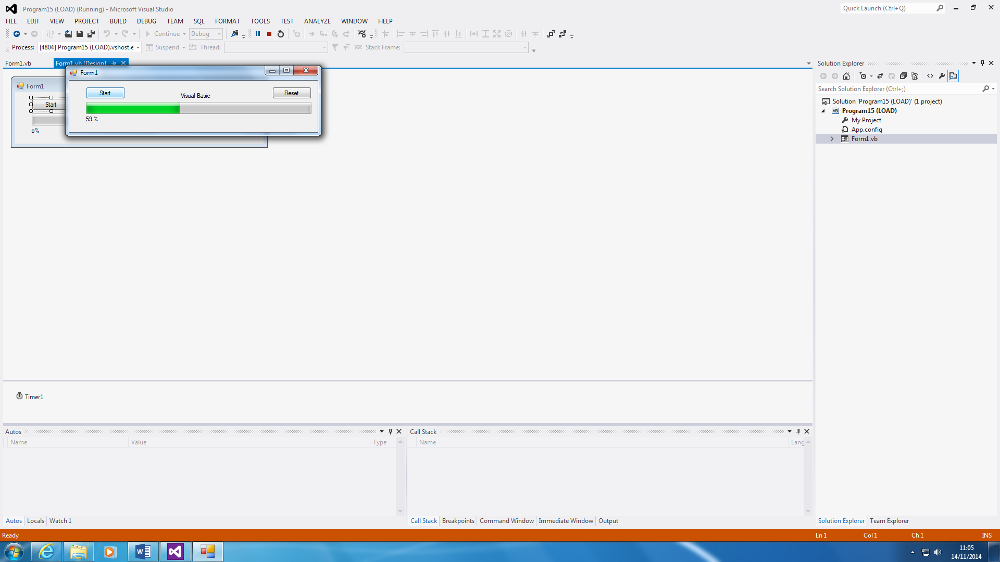 Program15 (LOAD) (Running) - Microsoft Visual Studio
Quick Launch (Ctrl+Q)
FILE EDIT VIEW PROJECT BUILD DEBUG TEAM SQL FORMAT TOOLS TEST ANALYZE WINDOW HELP
Continue Debug
Process: [4804] Program15 (LOAD).vshost.e Suspend Thread: Stack Frame:
Form1.vb Form1.vb [Design]
Solution Explorer
Form1
Form1
Search Solution Explorer (Ctrl+;)
Start
Visual Basic
Reset
Start
59 %
o%
Solution 'Program15 (LOAD)' (1 project)
VB Program15 (LOAD)
My Project
App.config
Form1.vb
Timer1
Autos
Call Stack
Name Value Type
Name Lang
Autos Locals Watch 1
Call Stack Breakpoints Command Window Immediate Window Output
Solution Explorer Team Explorer
Ready
Ln 1 Col 1 Ch 1 INS
11:05
14/11/2014